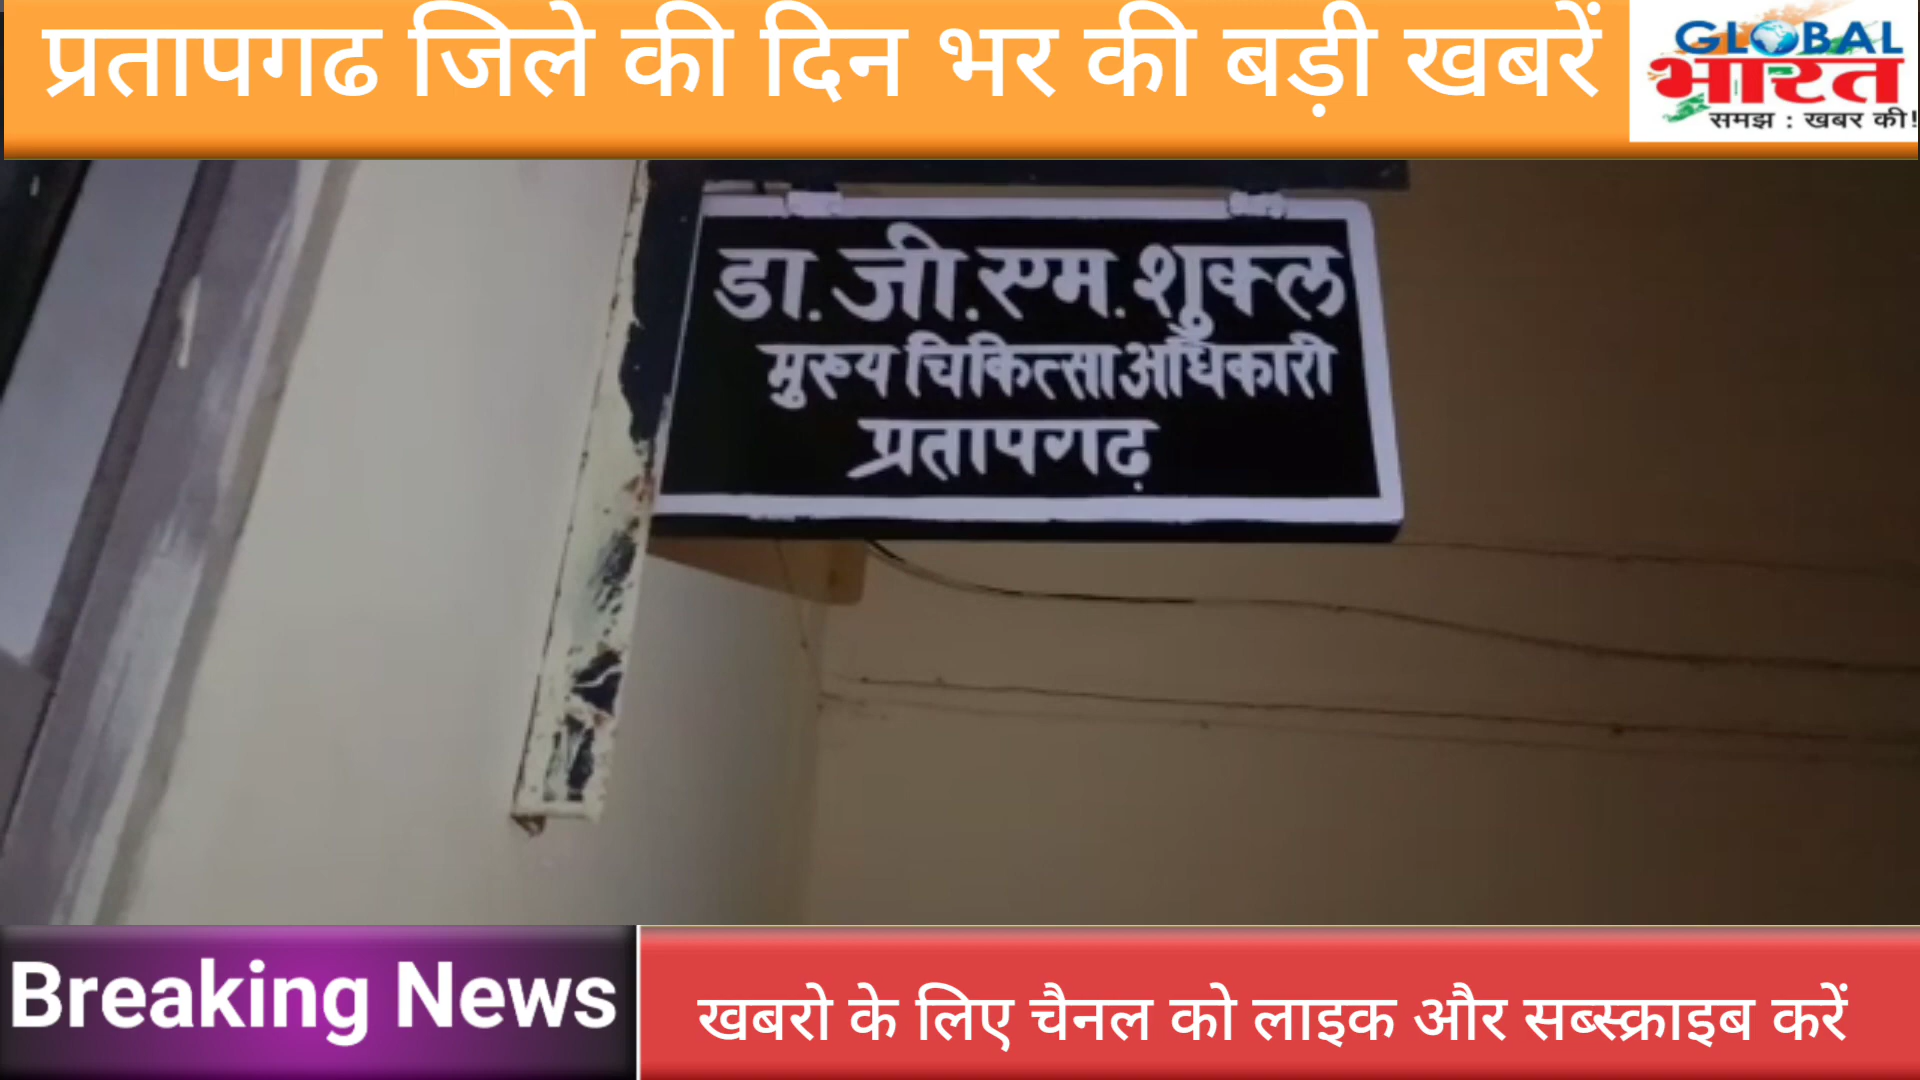 प्रतापगढ जिले की दिन भर की बड़ी खबरें
GLOBAL
भारत
समझ : खबर की!
डा. जी. एम. शुक्ल
मुख्य चिकित्सा अधिकारी
प्रतापगढ़
Breaking News
खबरो के लिए चैनल को लाइक और सब्स्क्राइब करें